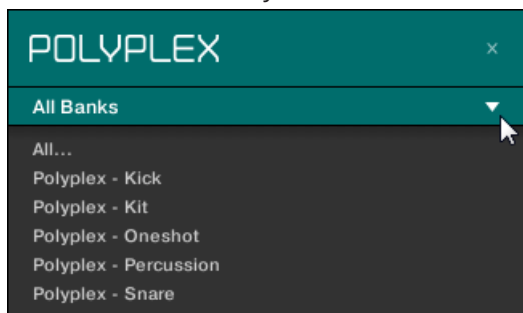 POLYPLEX ×
All Banks
All...
Polyplex - Kick
Polyplex - Kit
Polyplex - Oneshot
Polyplex - Percussion
Polyplex - Snare